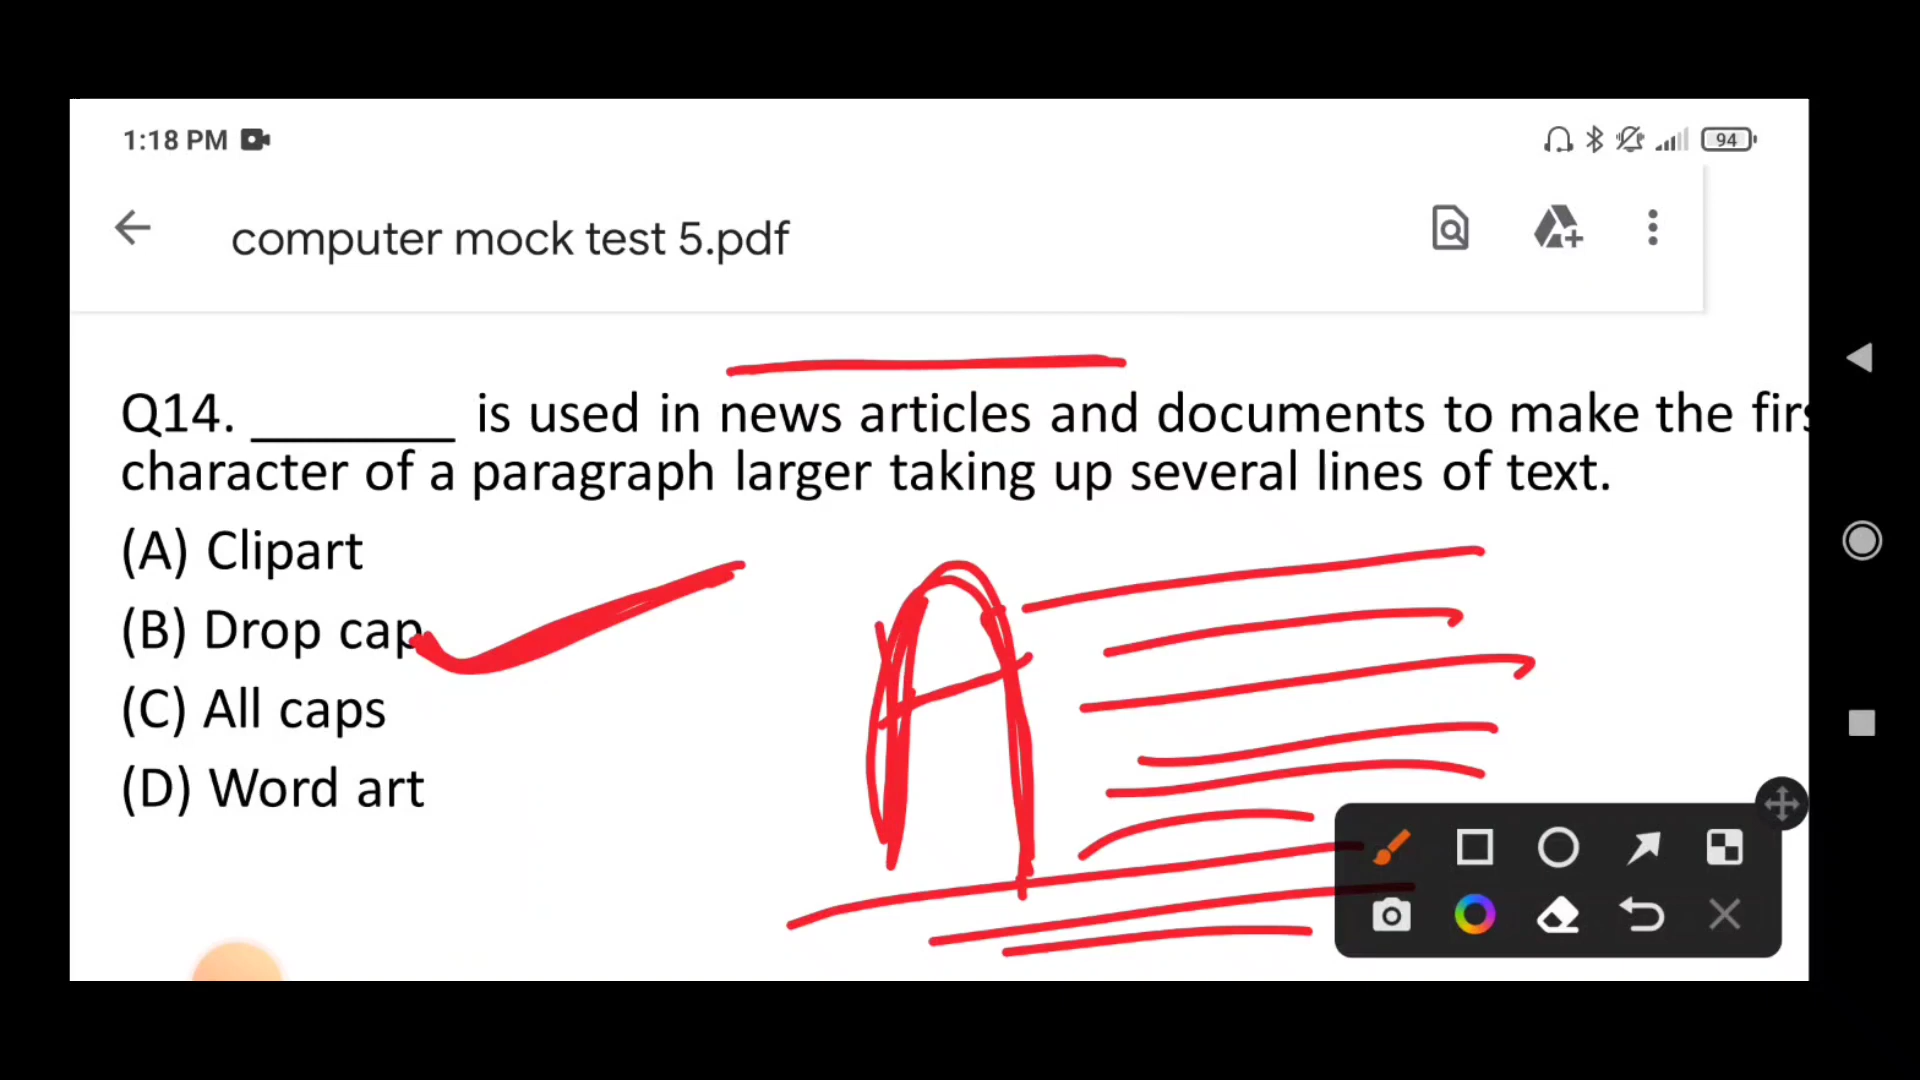 1:18 PM
94
computer mock test 5.pdf
Q14. ________ is used in news articles and documents to make the firs
character of a paragraph larger taking up several lines of text.
(A) Clipart
(B) Drop cap
(C) All caps
(D) Word art
A